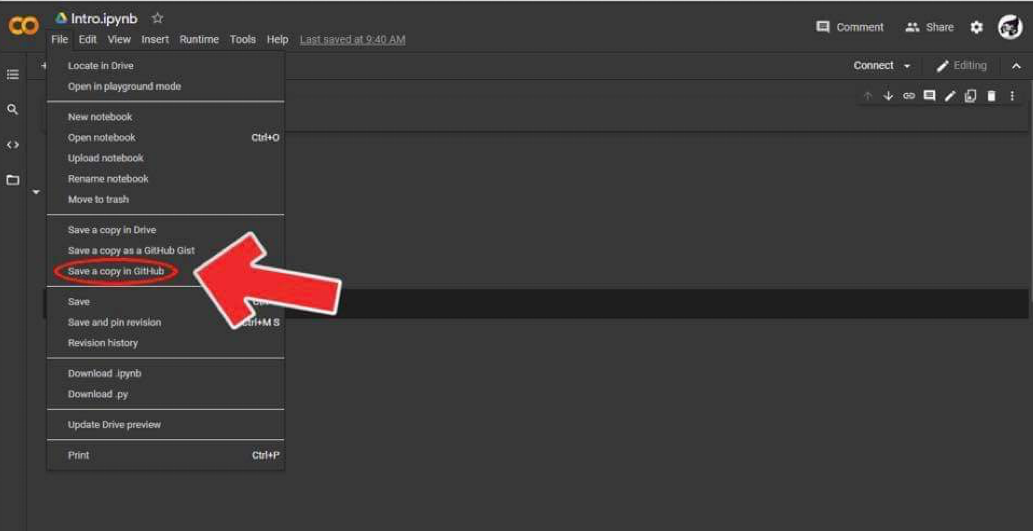 CO Intro.ipynb
File Edit View Insert Runtime Tools Help Last saved at 9:40 AM
Comment Share
Connect Editing
Locate in Drive
Open in playground mode
New notebook
Open notebook Ctrl+O
Upload notebook
Rename notebook
Move to trash
Save a copy in Drive
Save a copy as a GitHub Gist
Save a copy in GitHub
Save
Save and pin revision Ctrl+M S
Revision history
Download .ipynb
Download .py
Update Drive preview
Print Ctrl+P